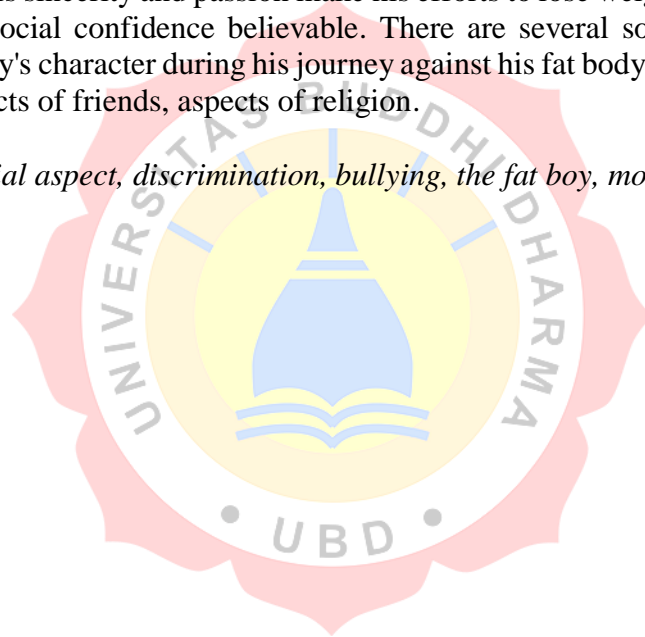 s sincerity and passion make his efforts to lose weig
ocial confidence believable. There are several so
y's character during his journey against his fat body
cts of friends, aspects of religion.
ial aspect, discrimination, bullying, the fat boy, mo
UNIVERSITAS BUDDHI DHARMA
• UBD •